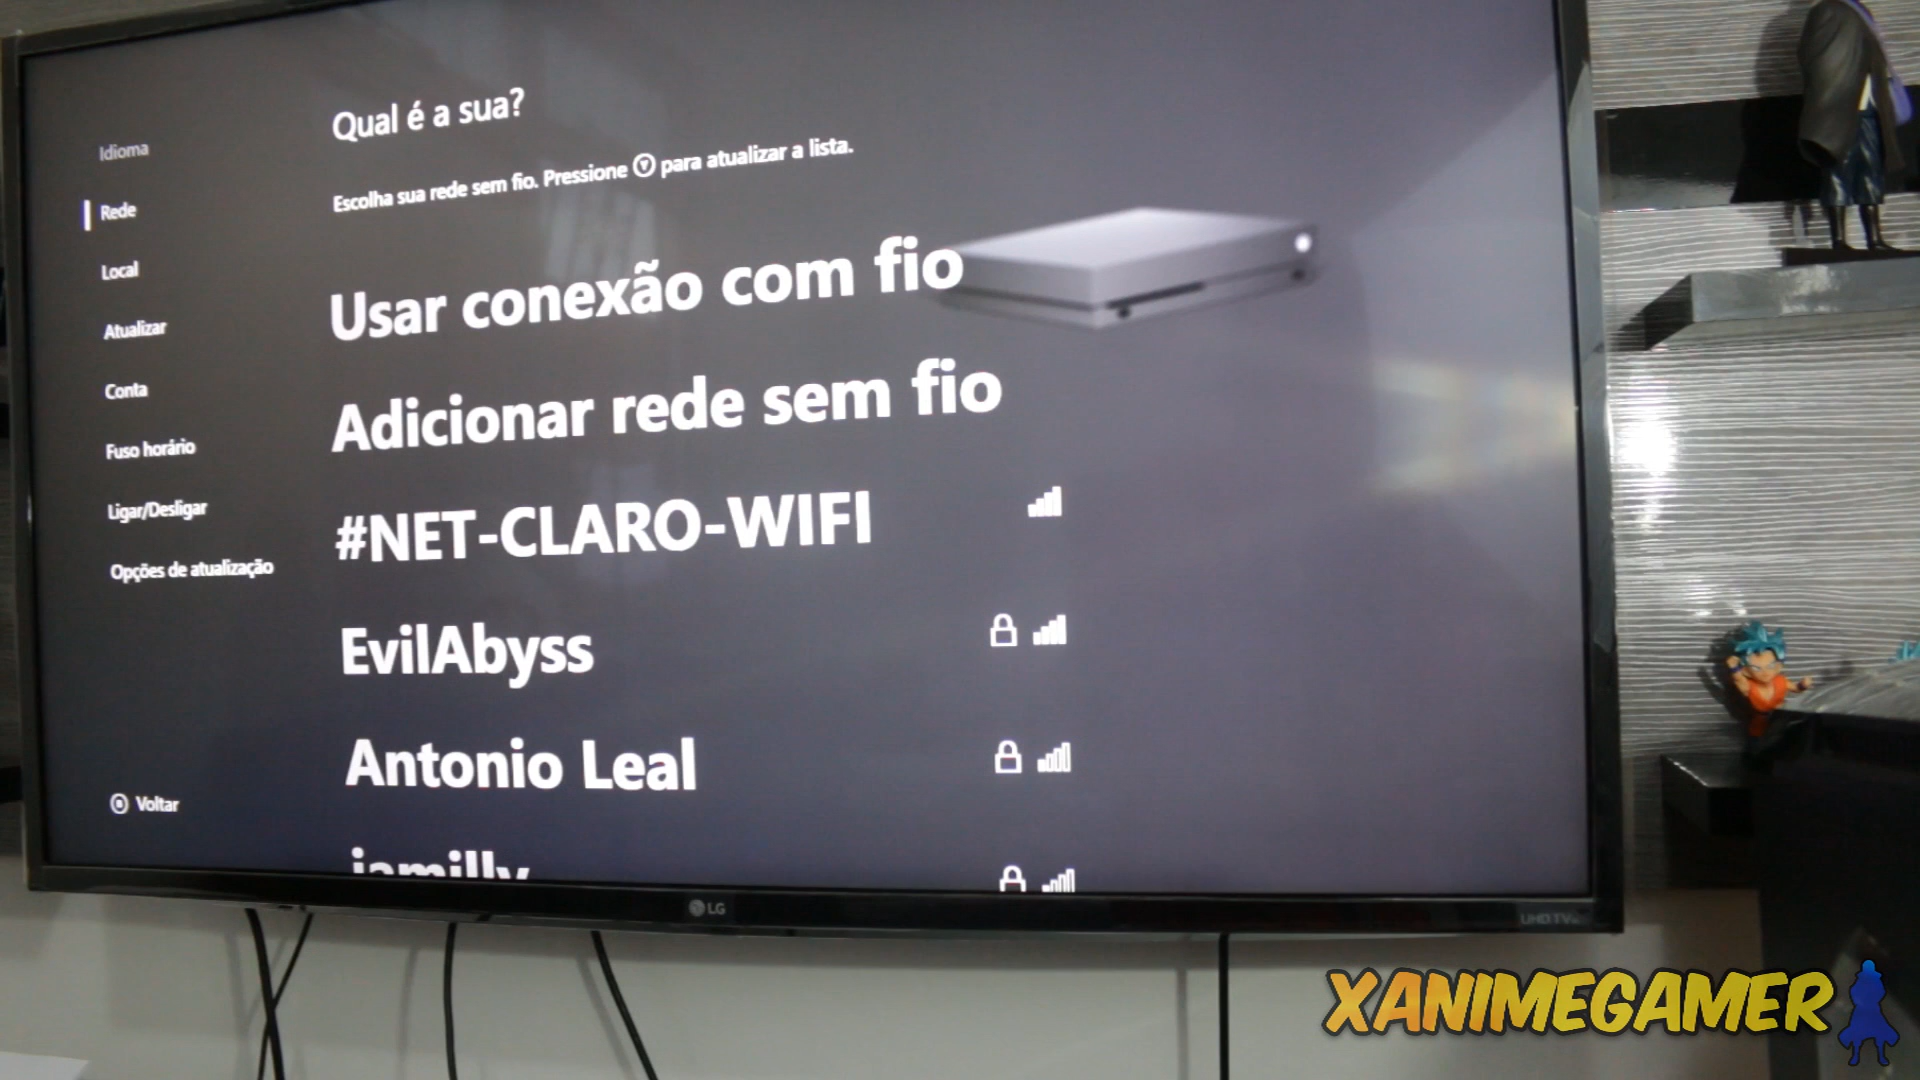 Qual é a sua?
Escolha sua rede sem fio. Pressione Y para atualizar a lista.
Idioma
Rede
Local
Atualizar
Conta
Fuso horário
Ligar/Desligar
Opções de atualização
Voltar
Usar conexão com fio
Adicionar rede sem fio
#NET-CLARO-WIFI
EvilAbyss
Antonio Leal
LG
UHD TV
XANIMEGAMER